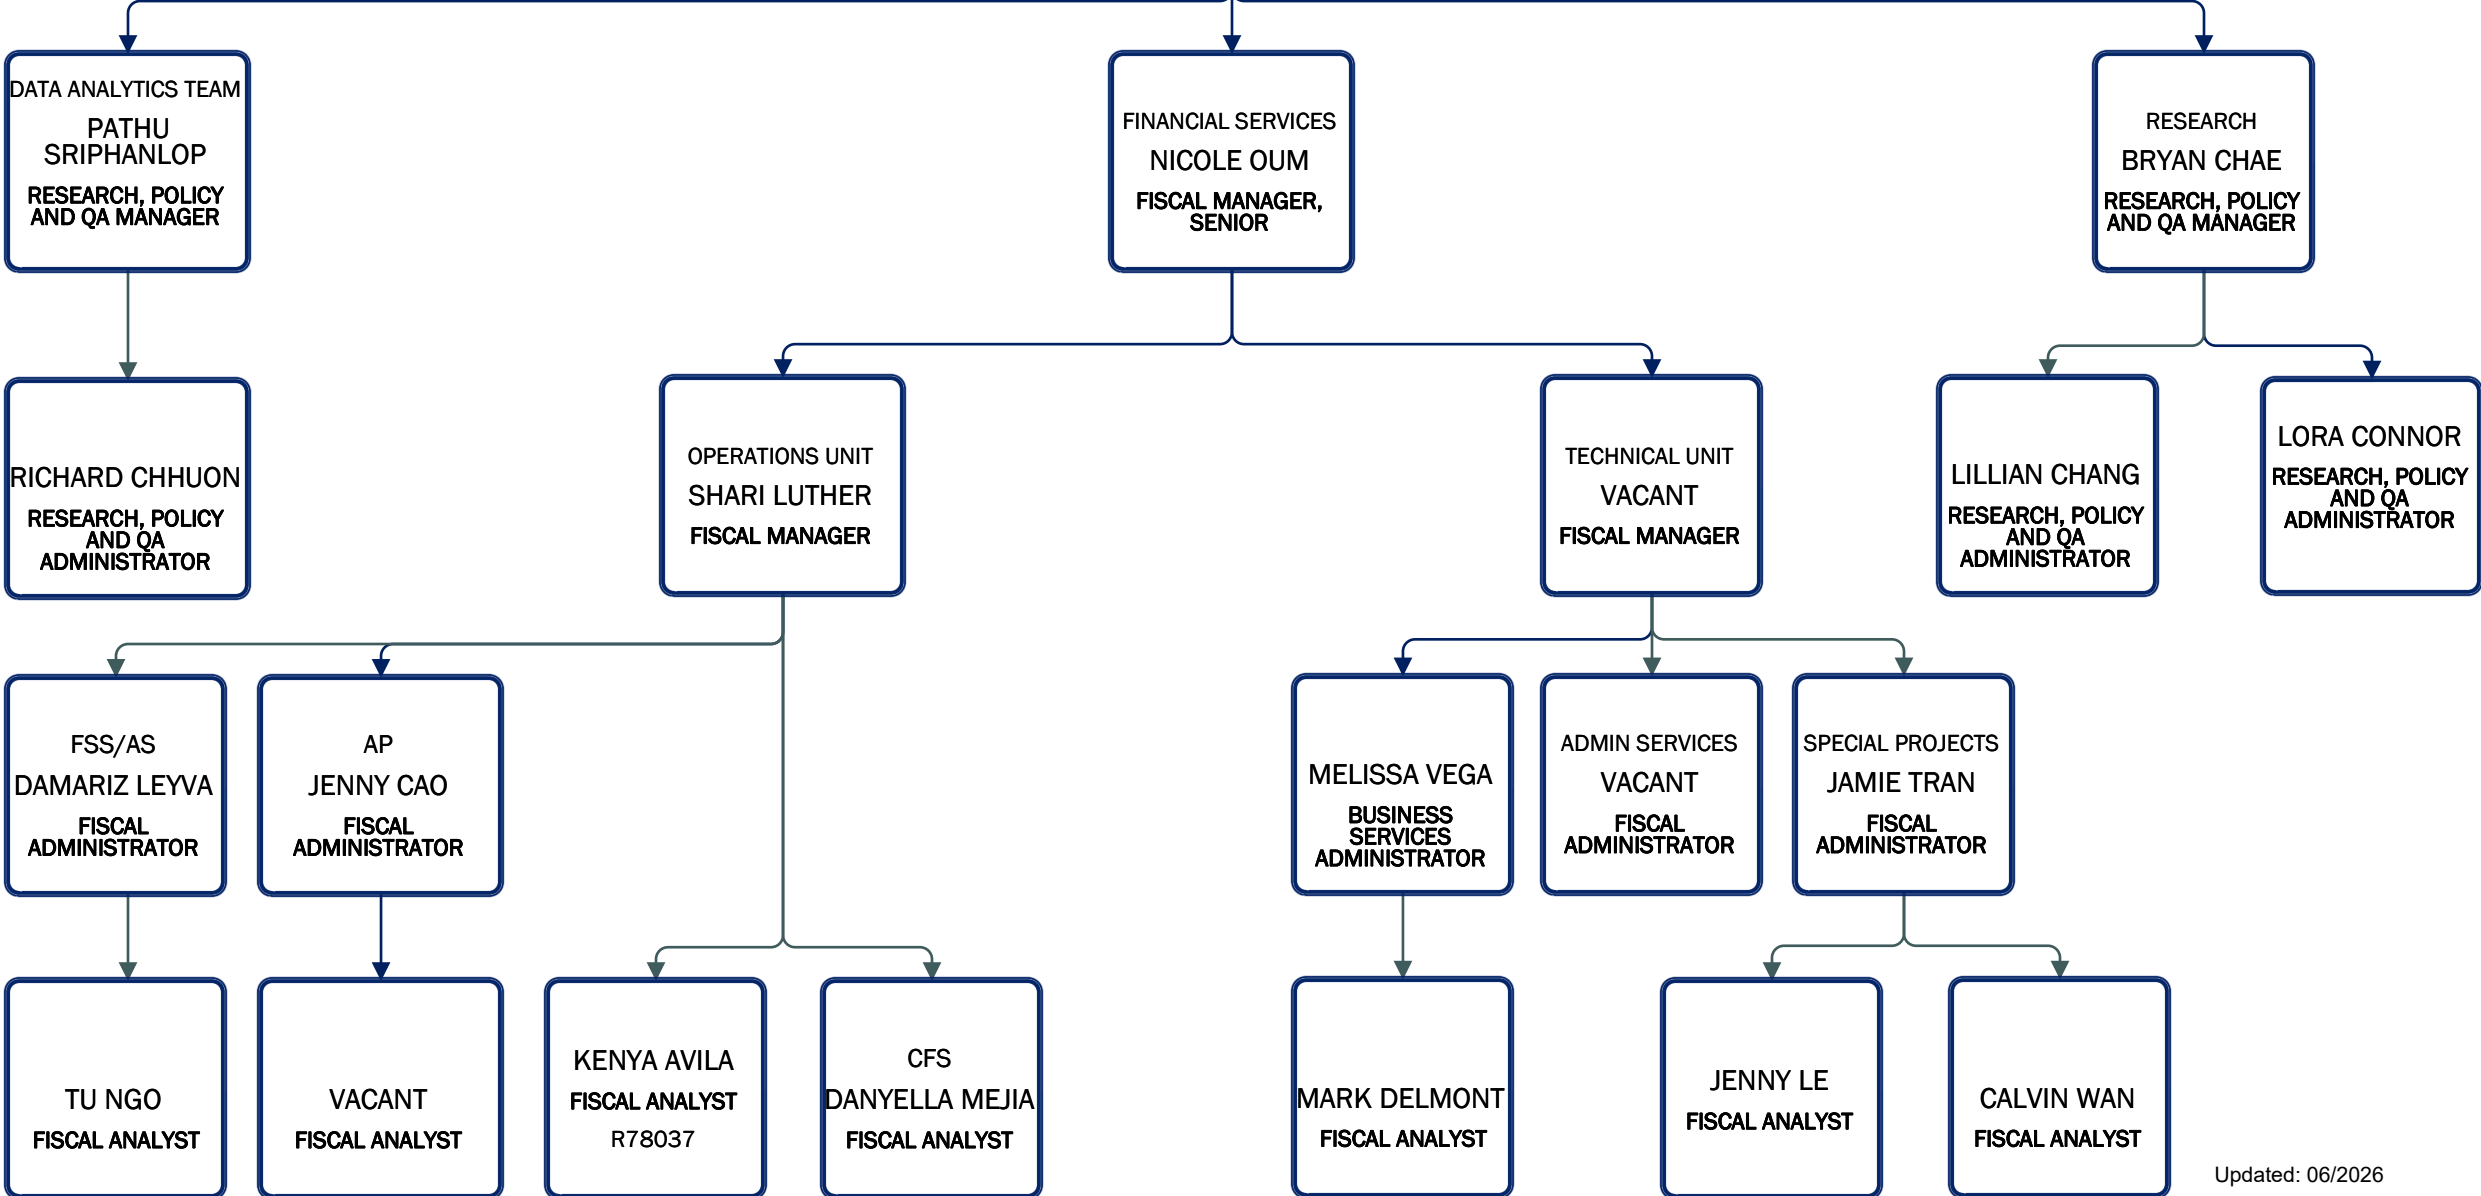 DATA ANALYTICS TEAM
PATHU
SRIPHANLOP
RESEARCH, POLICY
AND QA MANAGER
FINANCIAL SERVICES
NICOLE OUM
FISCAL MANAGER,
SENIOR
RESEARCH
BRYAN CHAE
RESEARCH, POLICY
AND QA MANAGER
RICHARD CHHUON
RESEARCH, POLICY
AND QA
ADMINISTRATOR
OPERATIONS UNIT
SHARI LUTHER
FISCAL MANAGER
TECHNICAL UNIT
VACANT
FISCAL MANAGER
LILLIAN CHANG
RESEARCH, POLICY
AND QA
ADMINISTRATOR
LORA CONNOR
RESEARCH, POLICY
AND QA
ADMINISTRATOR
FSS/AS
DAMARIZ LEYVA
FISCAL
ADMINISTRATOR
AP
JENNY CAO
FISCAL
ADMINISTRATOR
MELISSA VEGA
BUSINESS
SERVICES
ADMINISTRATOR
ADMIN SERVICES
VACANT
FISCAL
ADMINISTRATOR
SPECIAL PROJECTS
JAMIE TRAN
FISCAL
ADMINISTRATOR
TU NGO
FISCAL ANALYST
VACANT
FISCAL ANALYST
KENYA AVILA
FISCAL ANALYST
R78037
CFS
DANYELLA MEJIA
FISCAL ANALYST
MARK DELMONT
FISCAL ANALYST
JENNY LE
FISCAL ANALYST
CALVIN WAN
FISCAL ANALYST
Updated: 06/2026